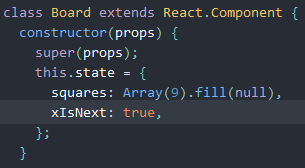 class Board extends React.Component {
  constructor(props) {
    super(props);
    this.state = {
      squares: Array(9).fill(null),
      xIsNext: true,
    };
  }